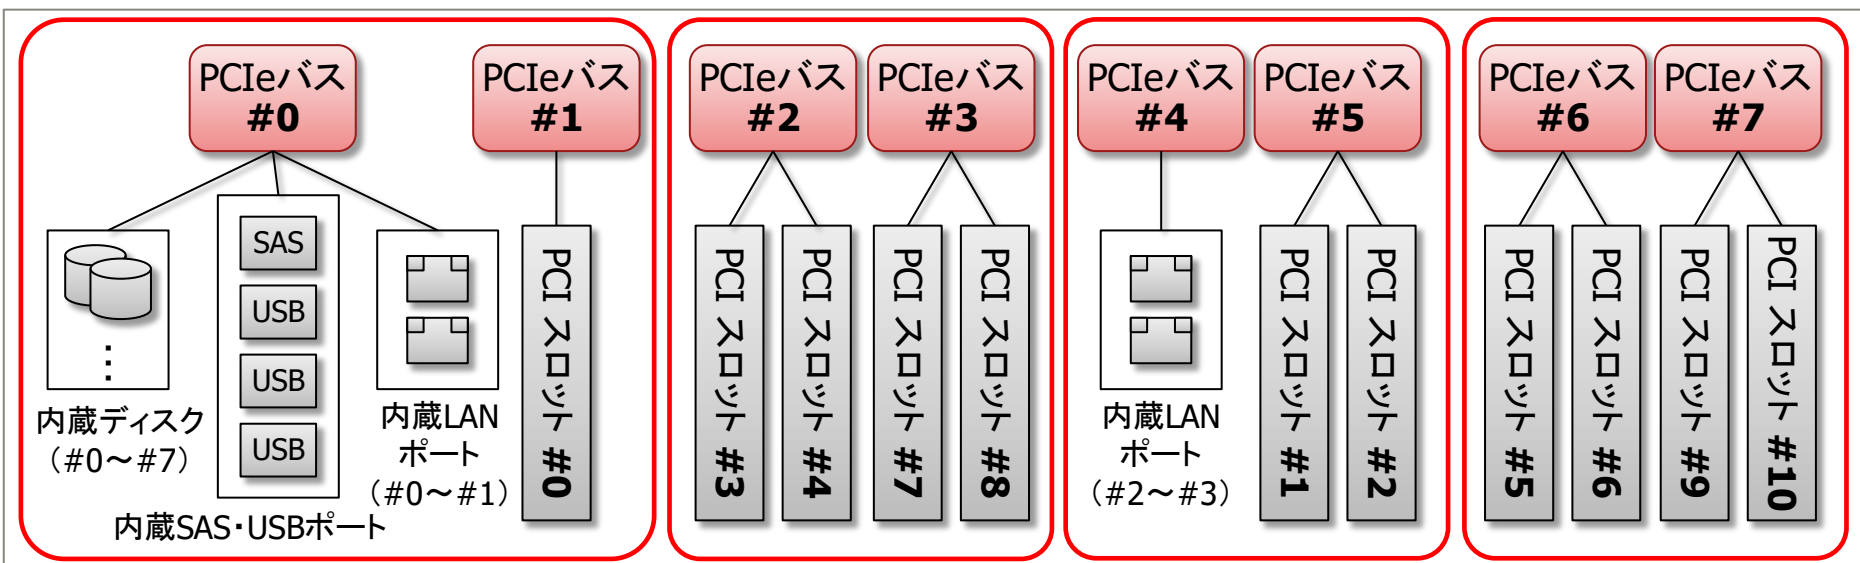 PCIeバス
#0
PCIeバス
#1
PCIeバス
#2
PCIeバス
#3
PCIeバス
#4
PCIeバス
#5
PCIeバス
#6
PCIeバス
#7
SAS
USB
USB
USB
内蔵ディスク
(#0～#7)
内蔵SAS・USBポート
内蔵LAN
ポート
(#0～#1)
PCI スロット #0
PCI スロット #3
PCI スロット #4
PCI スロット #7
PCI スロット #8
内蔵LAN
ポート
(#2～#3)
PCI スロット #1
PCI スロット #2
PCI スロット #5
PCI スロット #6
PCI スロット #9
PCI スロット #10